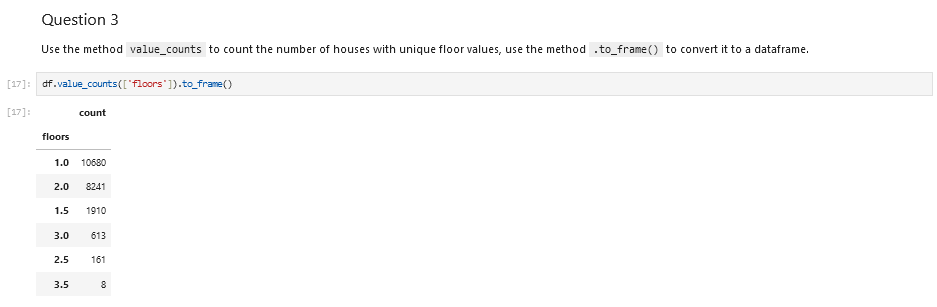 Question 3
Use the method value_counts to count the number of houses with unique floor values, use the method .to_frame() to convert it to a dataframe.
[17]: df.value_counts(['floors']).to_frame()
[17]: count
floors
1.0 10680
2.0 8241
1.5 1910
3.0 613
2.5 161
3.5 8